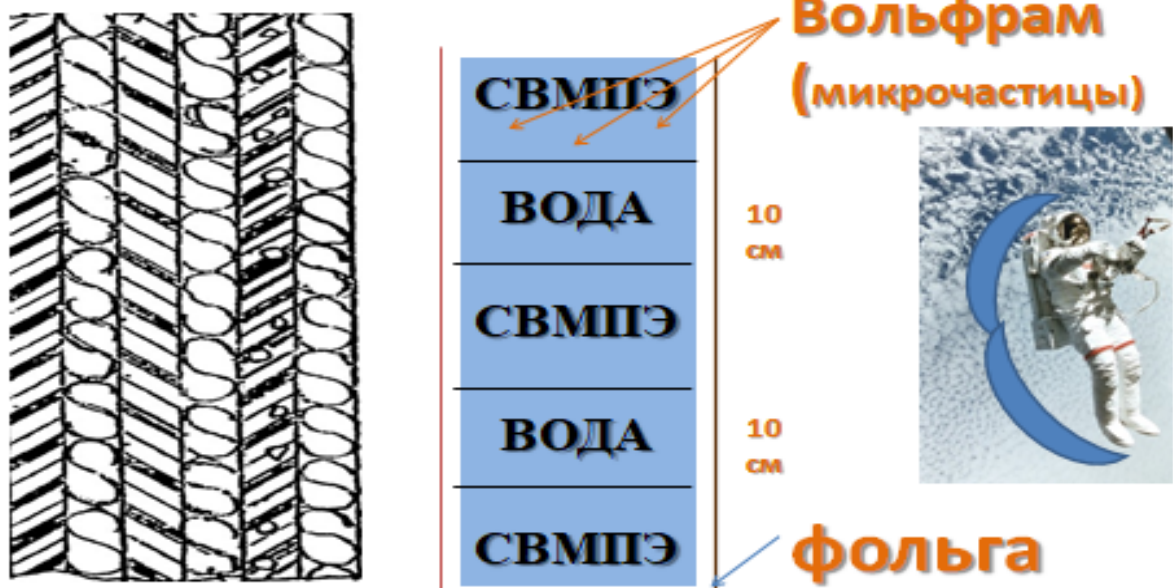 Вольфрам
(микрочастицы)
СВМПЭ
ВОДА
10
см
СВМПЭ
ВОДА
10
см
СВМПЭ
фольга